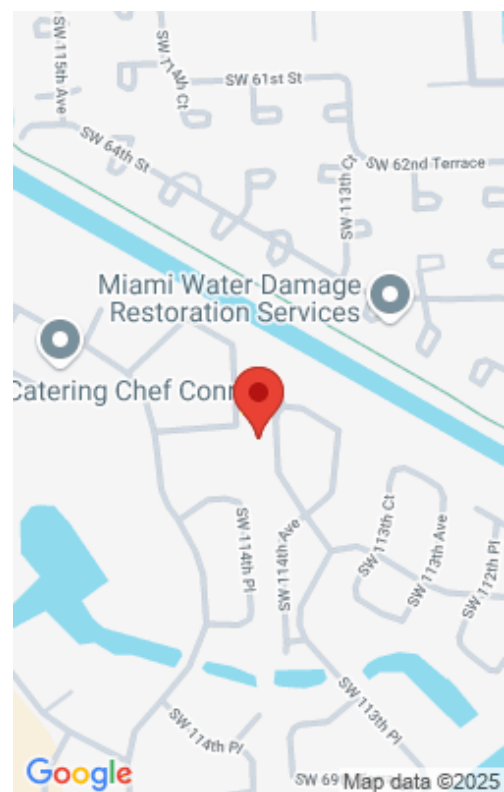 SW 115th Ave
SW 114th Ct
SW 61st St
SW 64th St
SW 62nd Terrace
SW 113th Ct
Miami Water Damage
Restoration Services
Catering Chef Conn
SW 114th Pl
SW 114th Ave
SW 113th Ct
SW 113th Ave
SW 112th Pl
SW 113th Pl
SW 114th Pl
SW 69
Google
Map data ©2025